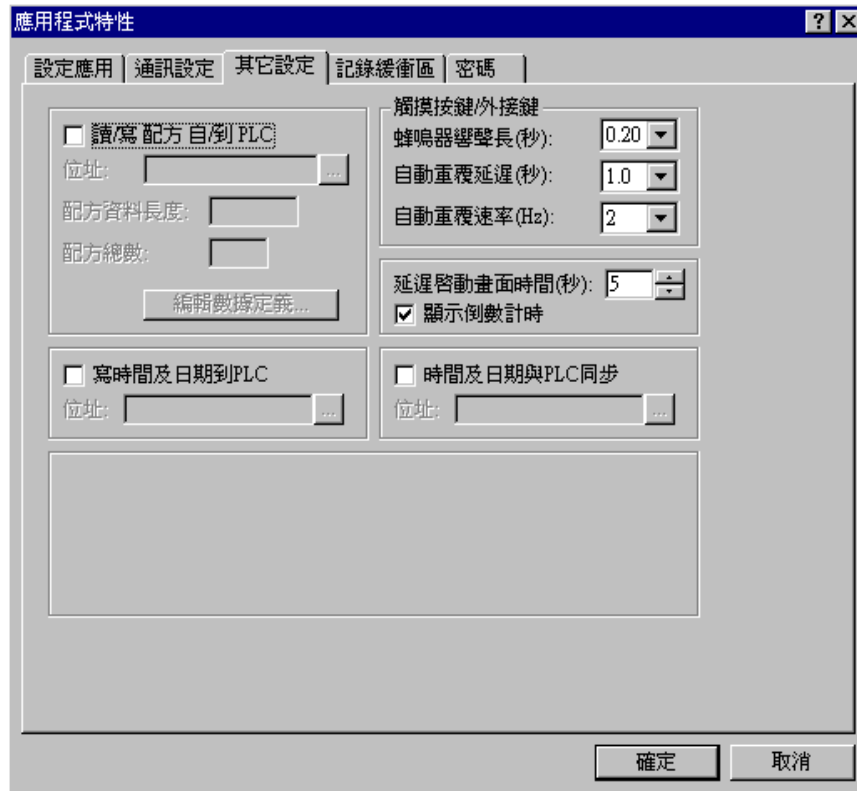 應用程式特性
設定應用 通訊設定 其它設定 記錄緩衝區 密碼
讀/寫 配方 自/到 PLC
位址: ...
配方資料長度:
配方總數:
編輯數據定義...
觸摸按鍵/外接鍵
蜂鳴器響聲長(秒): 0.20
自動重覆延遲(秒): 1.0
自動重覆速率(Hz): 2
延遲啓動畫面時間(秒): 5
顯示倒數計時
寫時間及日期到PLC
位址: ...
時間及日期與PLC同步
位址: ...
確定 取消